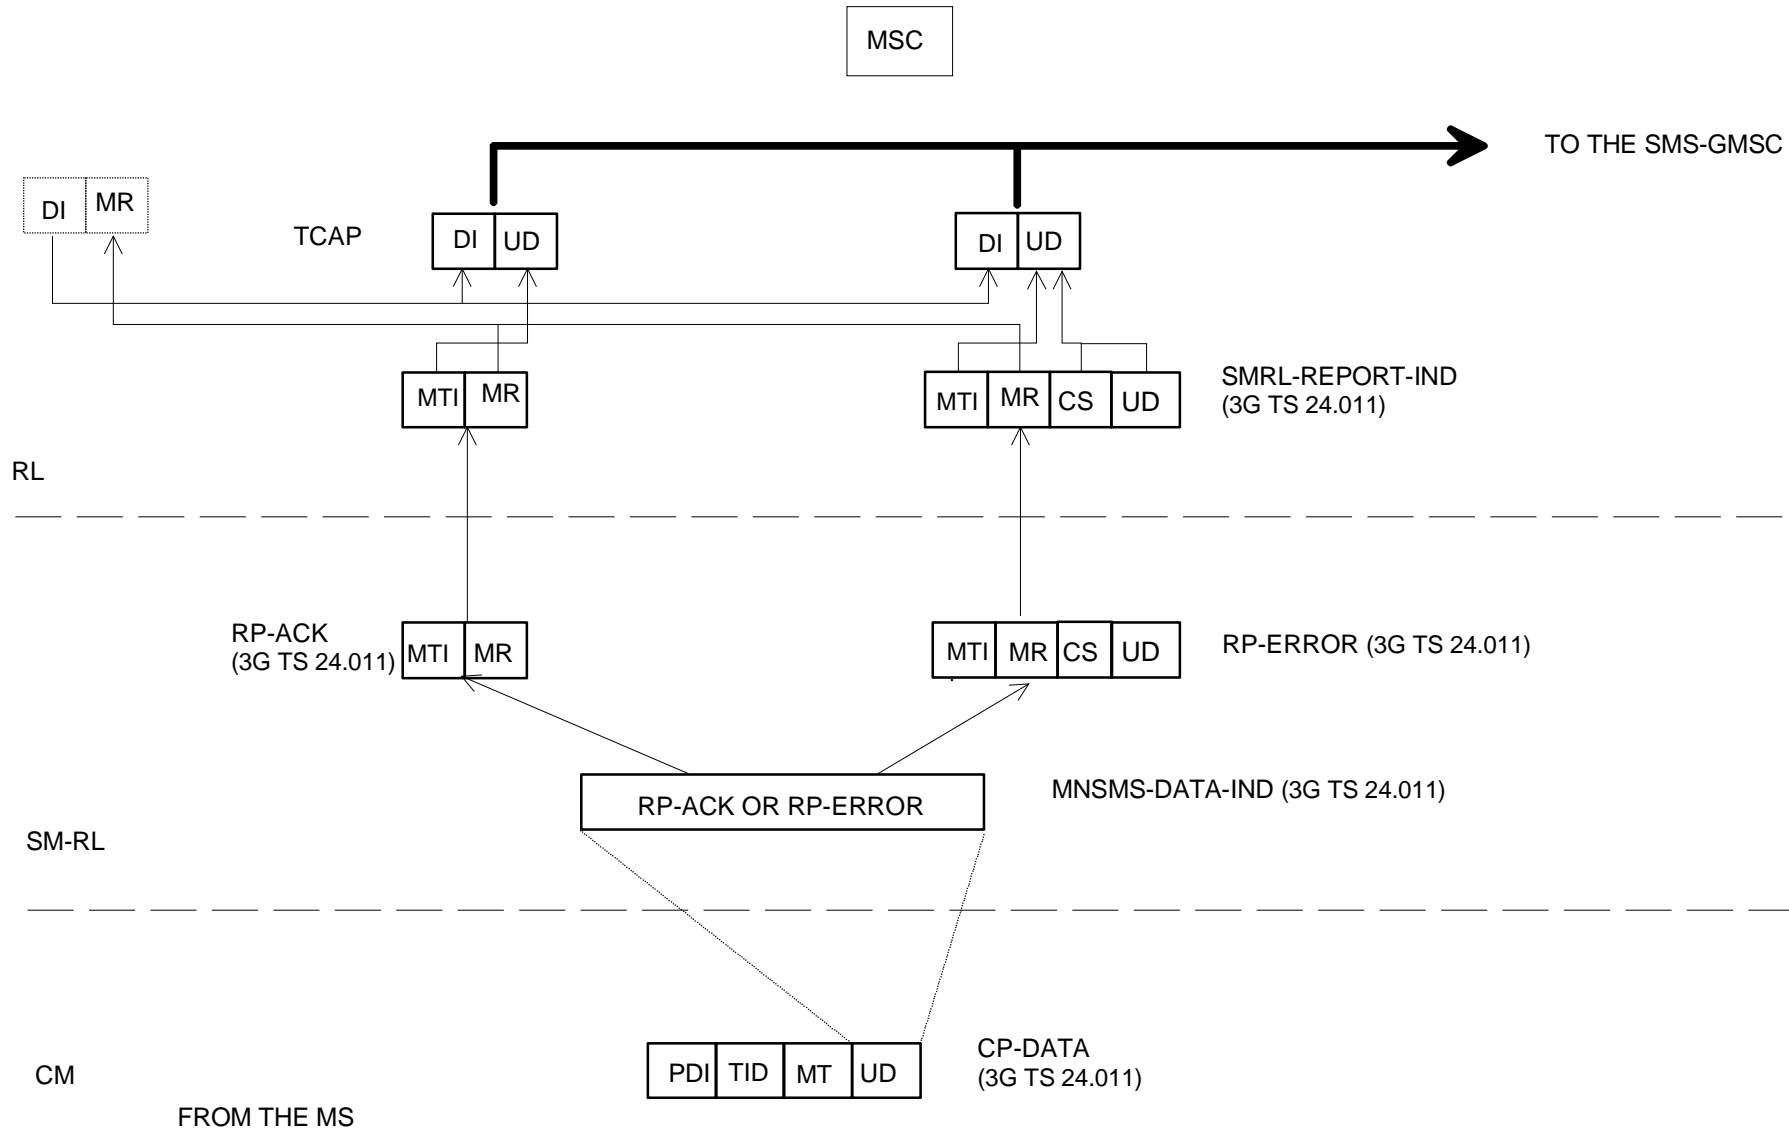 MSC
TO THE SMS-GMSC
DI MR
TCAP
DI UD
DI UD
MTI MR
MTI MR CS UD
SMRL-REPORT-IND
(3G TS 24.011)
RL
RP-ACK
(3G TS 24.011)
MTI MR
MTI MR CS UD
RP-ERROR (3G TS 24.011)
RP-ACK OR RP-ERROR
MNSMS-DATA-IND (3G TS 24.011)
SM-RL
PDI TID MT UD
CP-DATA
(3G TS 24.011)
CM
FROM THE MS